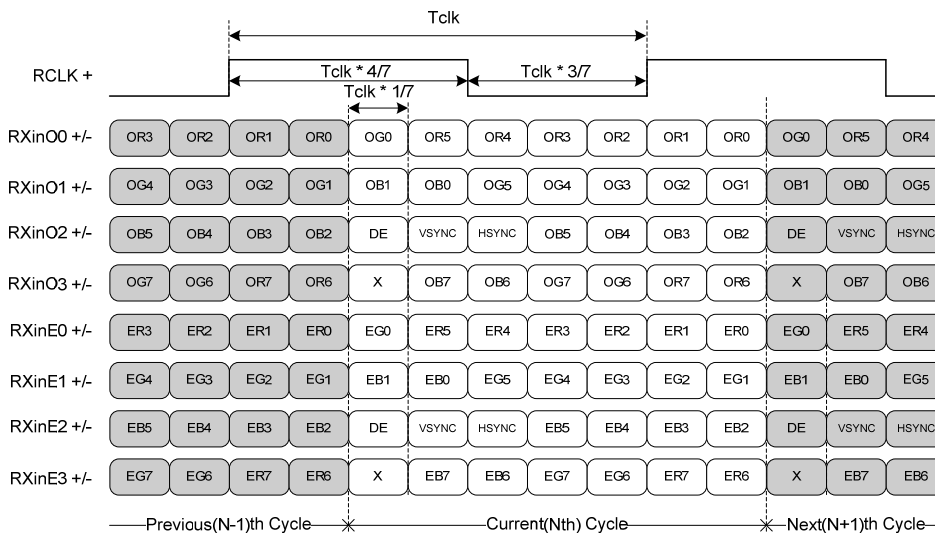 Tclk
RCLK +
Tclk * 4/7 Tclk * 3/7
Tclk * 1/7
RXinO0 +/- OR3 OR2 OR1 OR0 OG0 OR5 OR4 OR3 OR2 OR1 OR0 OG0 OR5 OR4
RXinO1 +/- OG4 OG3 OG2 OG1 OB1 OB0 OG5 OG4 OG3 OG2 OG1 OB1 OB0 OG5
RXinO2 +/- OB5 OB4 OB3 OB2 DE VSYNC HSYNC OB5 OB4 OB3 OB2 DE VSYNC HSYNC
RXinO3 +/- OG7 OG6 OR7 OR6 X OB7 OB6 OG7 OG6 OR7 OR6 X OB7 OB6
RXinE0 +/- ER3 ER2 ER1 ER0 EG0 ER5 ER4 ER3 ER2 ER1 ER0 EG0 ER5 ER4
RXinE1 +/- EG4 EG3 EG2 EG1 EB1 EB0 EG5 EG4 EG3 EG2 EG1 EB1 EB0 EG5
RXinE2 +/- EB5 EB4 EB3 EB2 DE VSYNC HSYNC EB5 EB4 EB3 EB2 DE VSYNC HSYNC
RXinE3 +/- EG7 EG6 ER7 ER6 X EB7 EB6 EG7 EG6 ER7 ER6 X EB7 EB6
Previous(N-1)th Cycle Current(Nth) Cycle Next(N+1)th Cycle